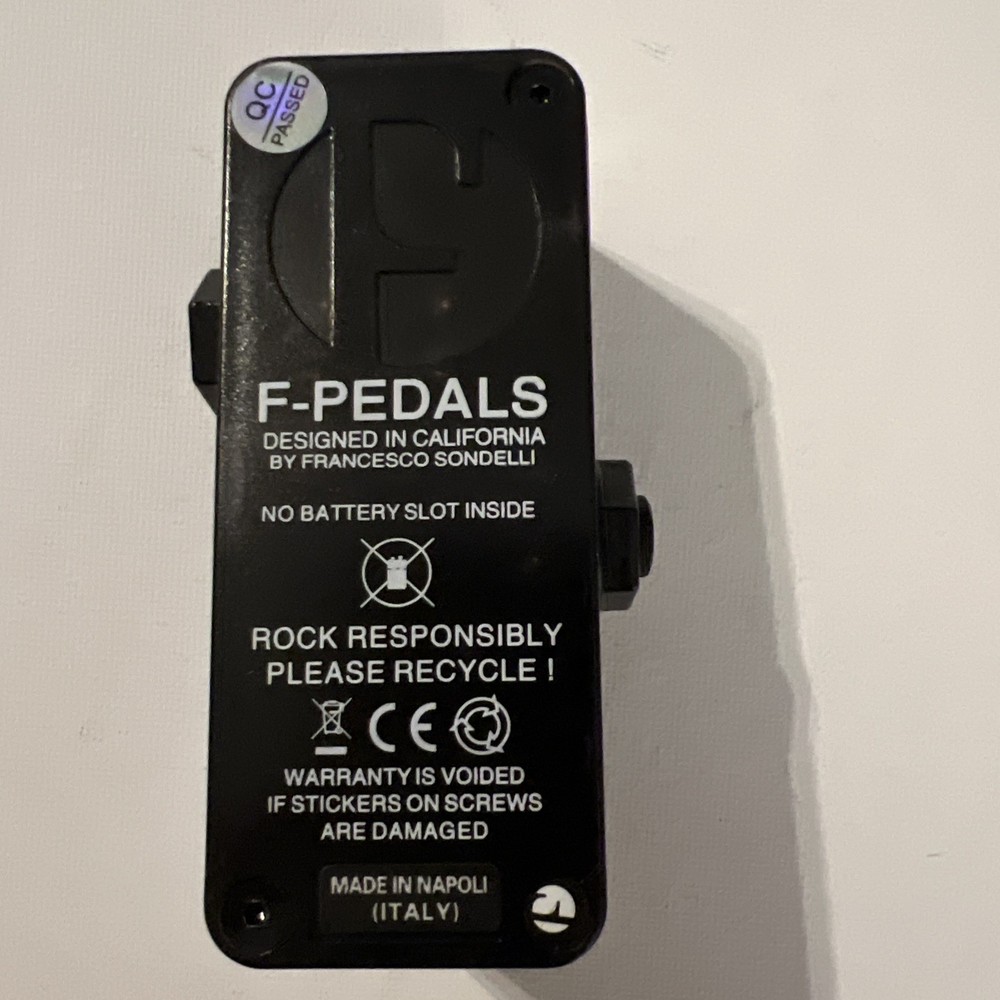 QC
PASSED
F-PEDALS
DESIGNED IN CALIFORNIA
BY FRANCESCO SONDELLI
NO BATTERY SLOT INSIDE
ROCK RESPONSIBLY
PLEASE RECYCLE !
CE
WARRANTY IS VOIDED
IF STICKERS ON SCREWS
ARE DAMAGED
MADE IN NAPOLI
(ITALY)